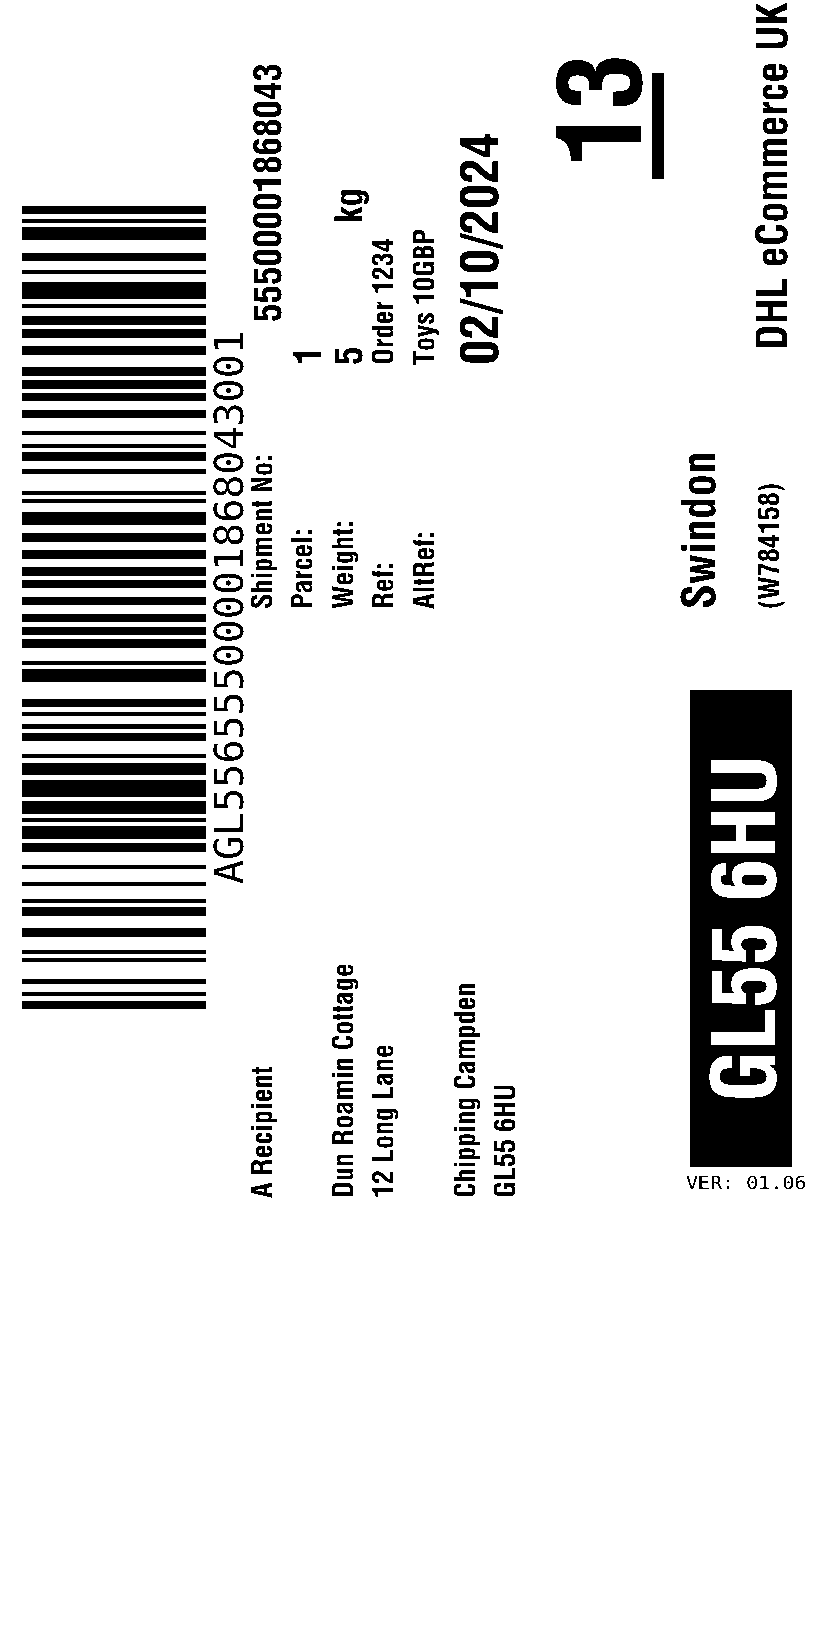 AGL55655500001868043001
A Recipient
Dun Roamin Cottage
12 Long Lane
Chipping Campden
GL55 6HU
Shipment No: 55500001868043
Parcel: 1
Weight: 5 kg
Ref: Order 1234
AltRef: Toys 10GBP
02/10/2024
13
GL55 6HU
Swindon
(W784158)
DHL eCommerce UK
VER: 01.06